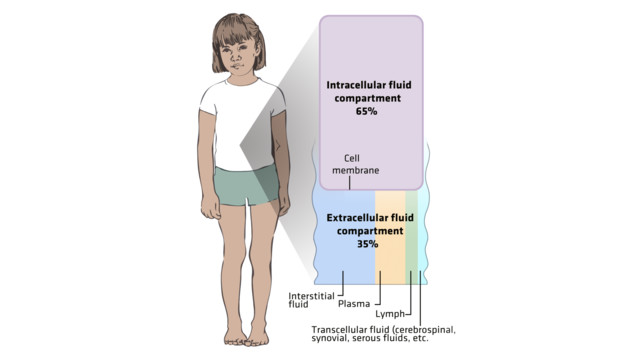 Intracellular fluid
compartment
65%
Cell
membrane
Extracellular fluid
compartment
35%
Interstitial
fluid
Plasma
Lymph
Transcellular fluid (cerebrospinal,
synovial, serous fluids, etc.